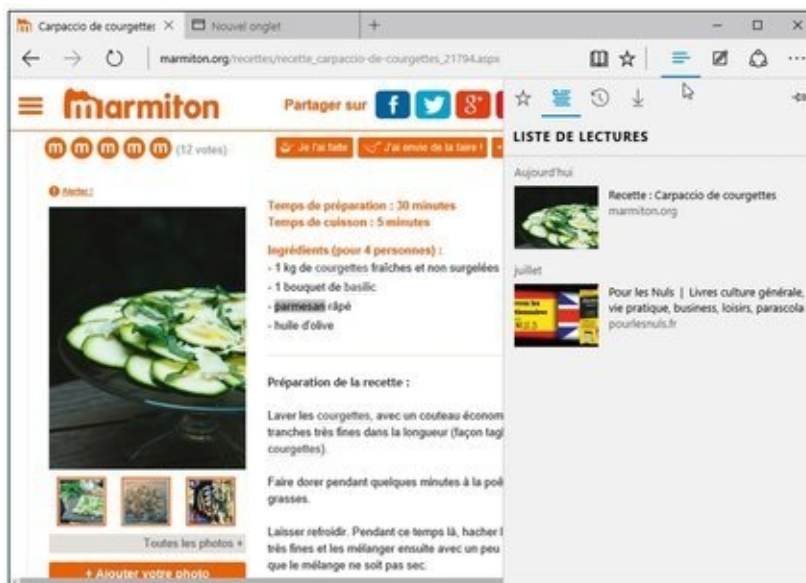 Carpaccio de courgettes
Nouvel onglet
marmiton.org/recettes/recette_carpaccio-de-courgettes_21794.aspx
marmiton
Partager sur
(12 votes)
Je l'ai faite
J'ai envie de la faire !
Alerter !
Temps de préparation : 30 minutes
Temps de cuisson : 5 minutes
Ingrédients (pour 4 personnes) :
- 1 kg de courgettes fraîches et non surgelées
- 1 bouquet de basilic
- parmesan râpé
- huile d'olive
Préparation de la recette :
Laver les courgettes, avec un couteau économ
tranches très fines dans la longueur (façon tagl
courgettes).
Faire dorer pendant quelques minutes à la poê
grasses.
Laisser refroidir. Pendant ce temps là, hacher l
très fines et les mélanger ensuite avec un peu
que le mélange ne soit pas sec.
Toutes les photos +
+ Ajouter votre photo
LISTE DE LECTURES
Aujourd'hui
Recette : Carpaccio de courgettes
marmiton.org
juillet
Pour les Nuls | Livres culture générale,
vie pratique, business, loisirs, parascola
pourlesnuls.fr